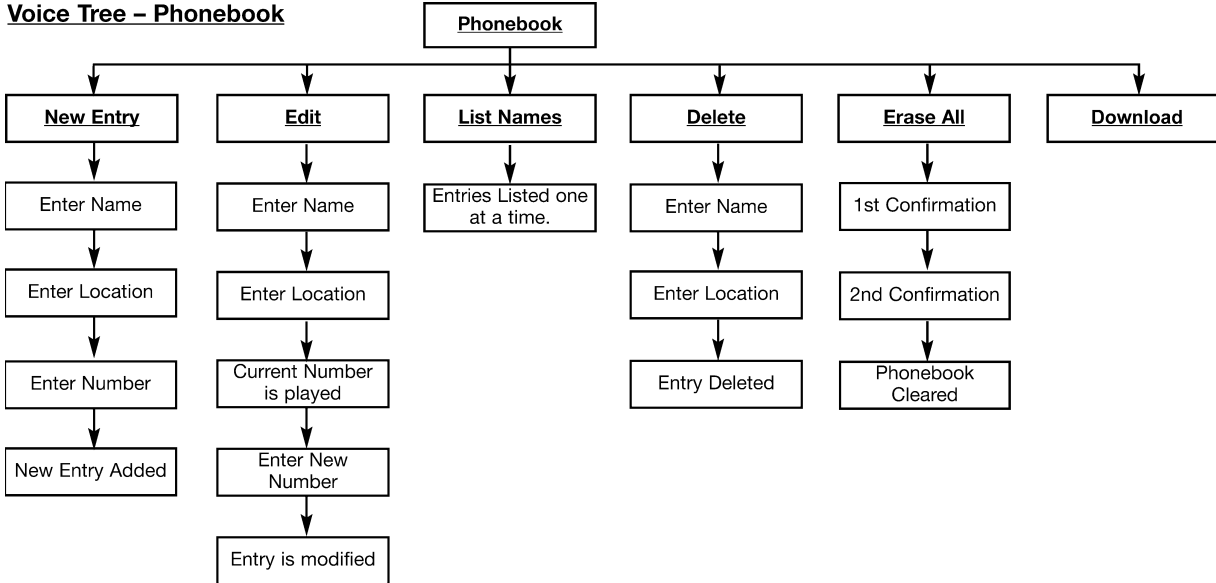 Voice Tree – Phonebook
Phonebook
New Entry
Edit
List Names
Delete
Erase All
Download
Enter Name
Enter Name
Entries Listed one
at a time.
Enter Name
1st Confirmation
Enter Location
Enter Location
Enter Location
2nd Confirmation
Enter Number
Current Number
is played
Entry Deleted
Phonebook
Cleared
New Entry Added
Enter New
Number
Entry is modified